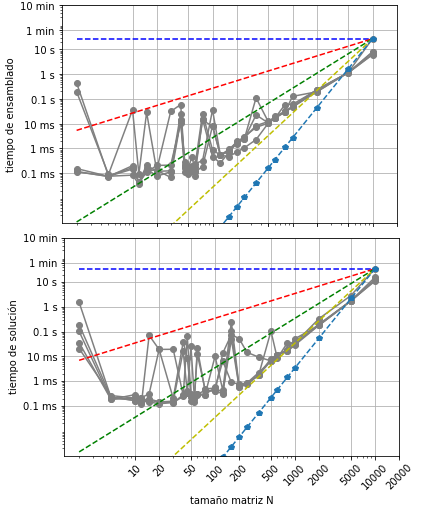 10 min
1 min
10 s
1 s
0.1 s
10 ms
1 ms
0.1 ms
tiempo de ensamblado
10 min
1 min
10 s
1 s
0.1 s
10 ms
1 ms
0.1 ms
tiempo de solución
10
20
50
100
200
500
1000
2000
5000
10000
20000
tamaño matriz N